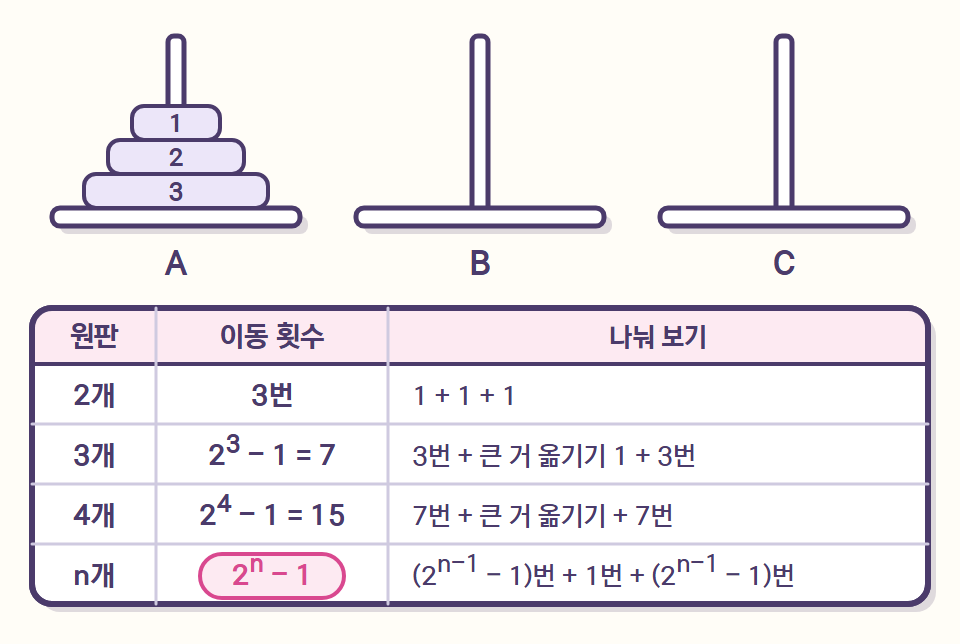 1
2
3
A B C
원판 이동 횟수 나눠 보기
2개 3번 1 + 1 + 1
3개 2³ − 1 = 7 3번 + 큰 거 옮기기 1 + 3번
4개 2⁴ − 1 = 15 7번 + 큰 거 옮기기 + 7번
n개 2ⁿ − 1 (2ⁿ⁻¹ − 1)번 + 1번 + (2ⁿ⁻¹ − 1)번